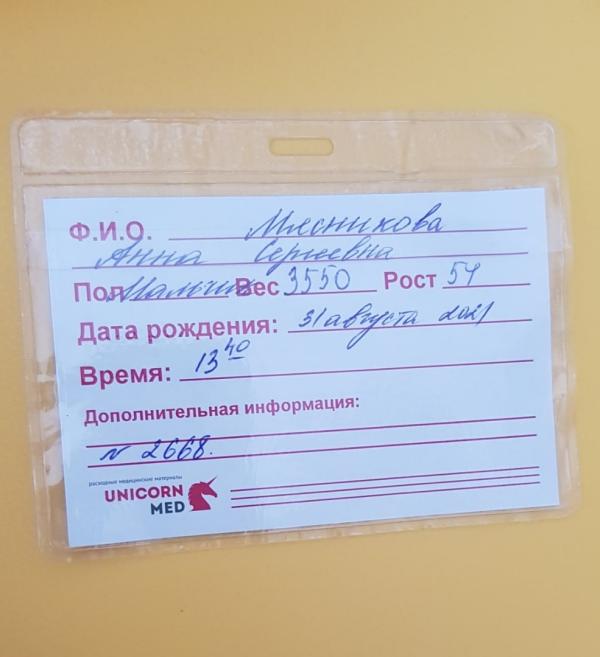 Ф.И.О. Мясникова
Анна Сергеевна
Пол Мальчик Вес 3550 Рост 54
Дата рождения: 31 августа 2021
Время: 13 40
Дополнительная информация:
N 2668.
расходные медицинские материалы
UNICORN
MED